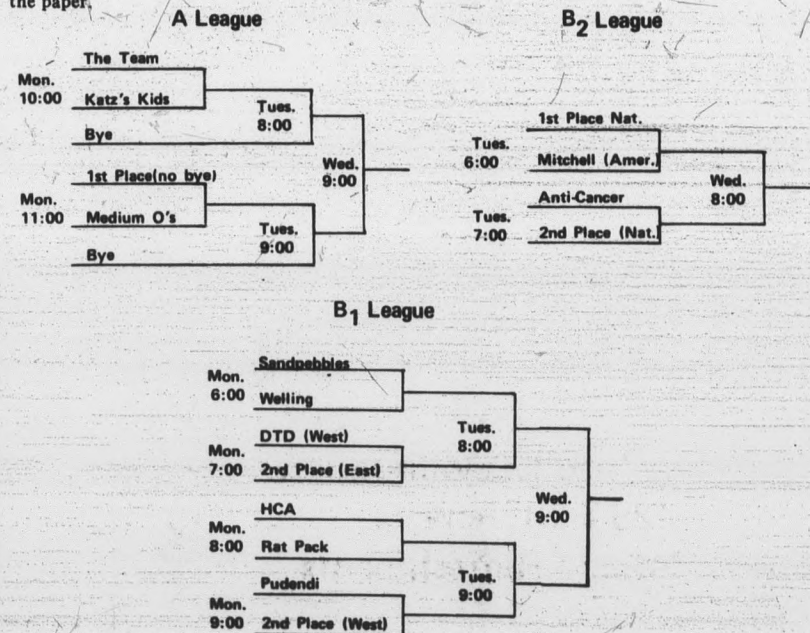 the paper.
A League
The Team
Mon.
10:00
Katz's Kids
Tues.
8:00
Bye
Wed.
9:00
1st Place(no bye)
Mon.
11:00
Medium O's
Tues.
9:00
Bye
B2 League
1st Place Nat.
Tues.
6:00
Mitchell (Amer.)
Wed.
8:00
Anti-Cancer
Tues.
7:00
2nd Place (Nat.)
B1 League
Sandpebbles
Mon.
6:00
Welling
Tues.
8:00
DTD (West)
Mon.
7:00
2nd Place (East)
Wed.
9:00
HCA
Mon.
8:00
Rat Pack
Tues.
9:00
Pudendi
Mon.
9:00
2nd Place (West)